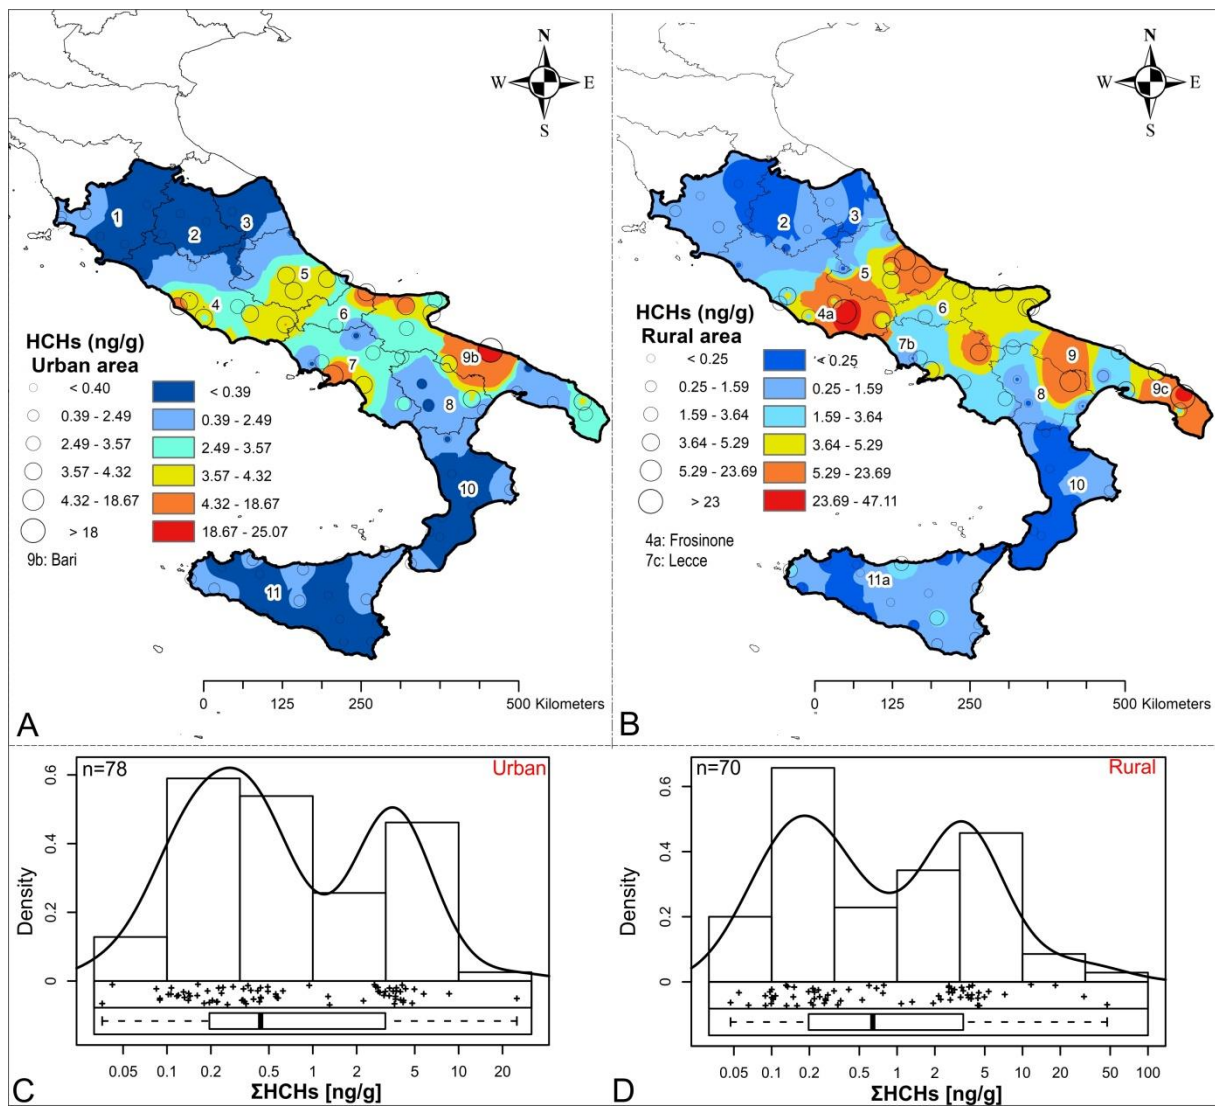 A
N
W
E
S
1
2
3
4
5
6
7
8
9b
10
11
HCHs (ng/g)
Urban area
< 0.40
0.39 - 2.49
2.49 - 3.57
3.57 - 4.32
4.32 - 18.67
> 18
< 0.39
0.39 - 2.49
2.49 - 3.57
3.57 - 4.32
4.32 - 18.67
18.67 - 25.07
9b: Bari
0 125 250 500 Kilometers
B
N
W
E
S
2
3
4a
5
6
7b
8
9
9c
10
11a
HCHs (ng/g)
Rural area
< 0.25
0.25 - 1.59
1.59 - 3.64
3.64 - 5.29
5.29 - 23.69
> 23
< 0.25
0.25 - 1.59
1.59 - 3.64
3.64 - 5.29
5.29 - 23.69
23.69 - 47.11
4a: Frosinone
7c: Lecce
0 125 250 500 Kilometers
C
n=78
Urban
Density
0 0.2 0.4 0.6
0.05 0.1 0.2 0.5 1 2 5 10 20
ΣHCHs [ng/g]
D
n=70
Rural
Density
0 0.2 0.4 0.6
0.05 0.1 0.2 0.5 1 2 5 10 20 50 100
ΣHCHs [ng/g]